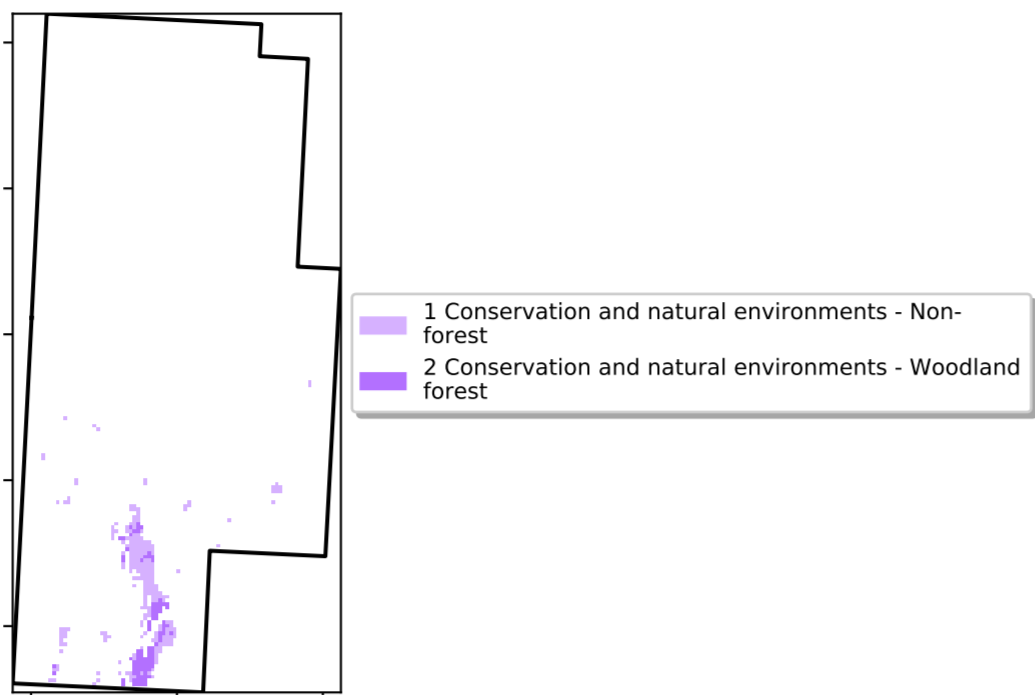 1 Conservation and natural environments - Non-
forest
2 Conservation and natural environments - Woodland
forest